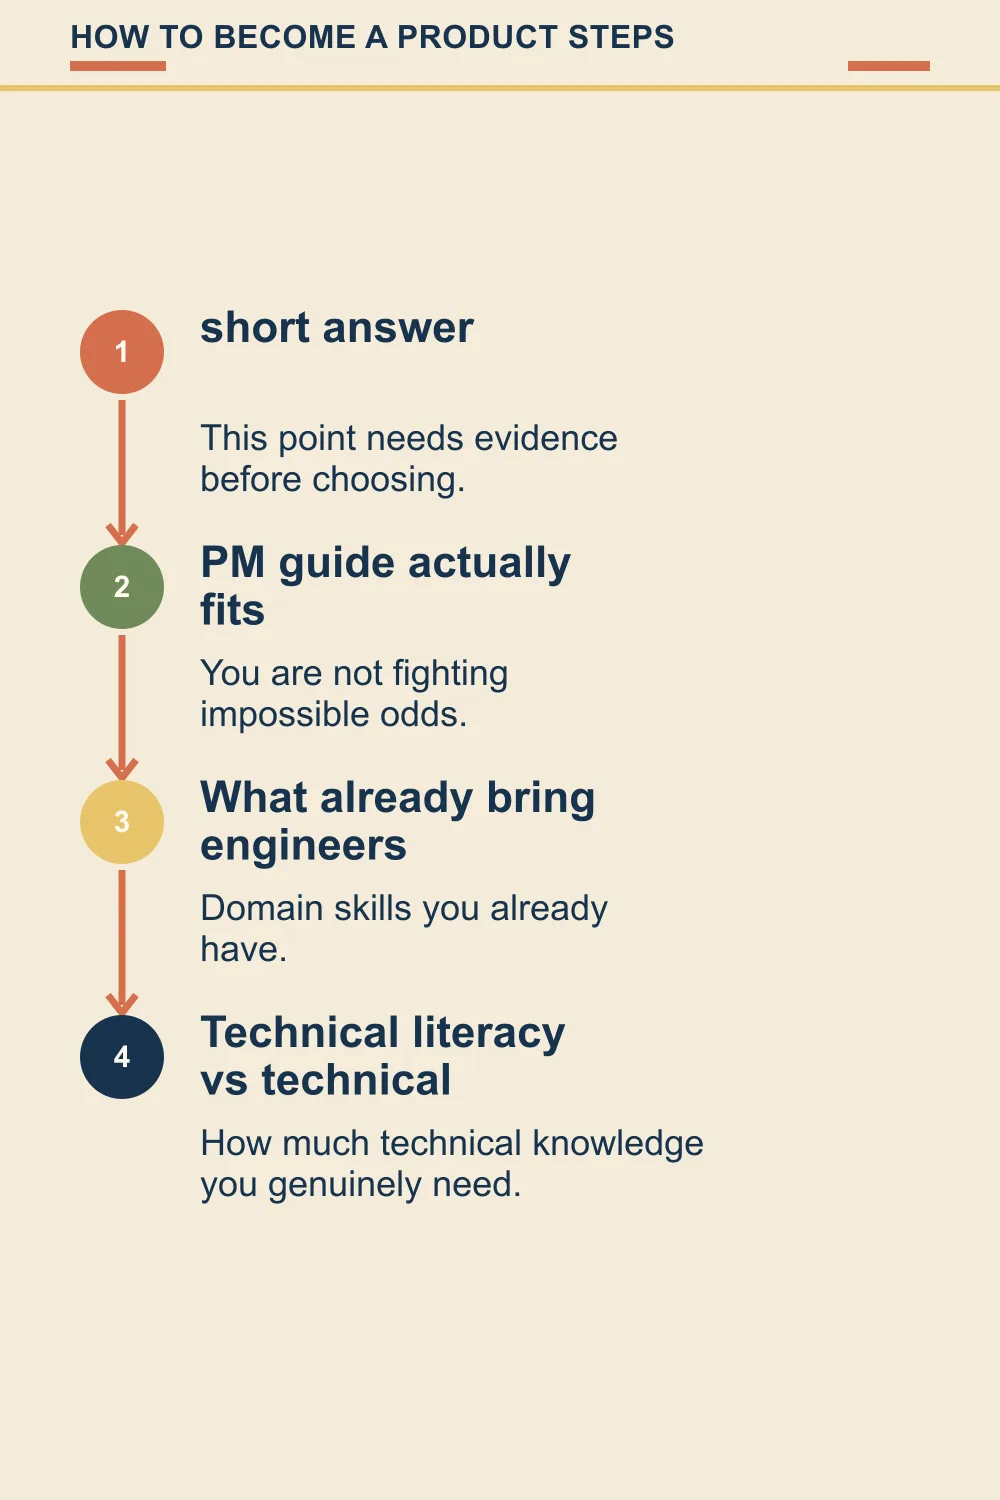 HOW TO BECOME A PRODUCT STEPS
1
short answer
This point needs evidence
before choosing.
2
PM guide actually
fits
You are not fighting
impossible odds.
3
What already bring
engineers
Domain skills you already
have.
4
Technical literacy
vs technical
How much technical knowledge
you genuinely need.